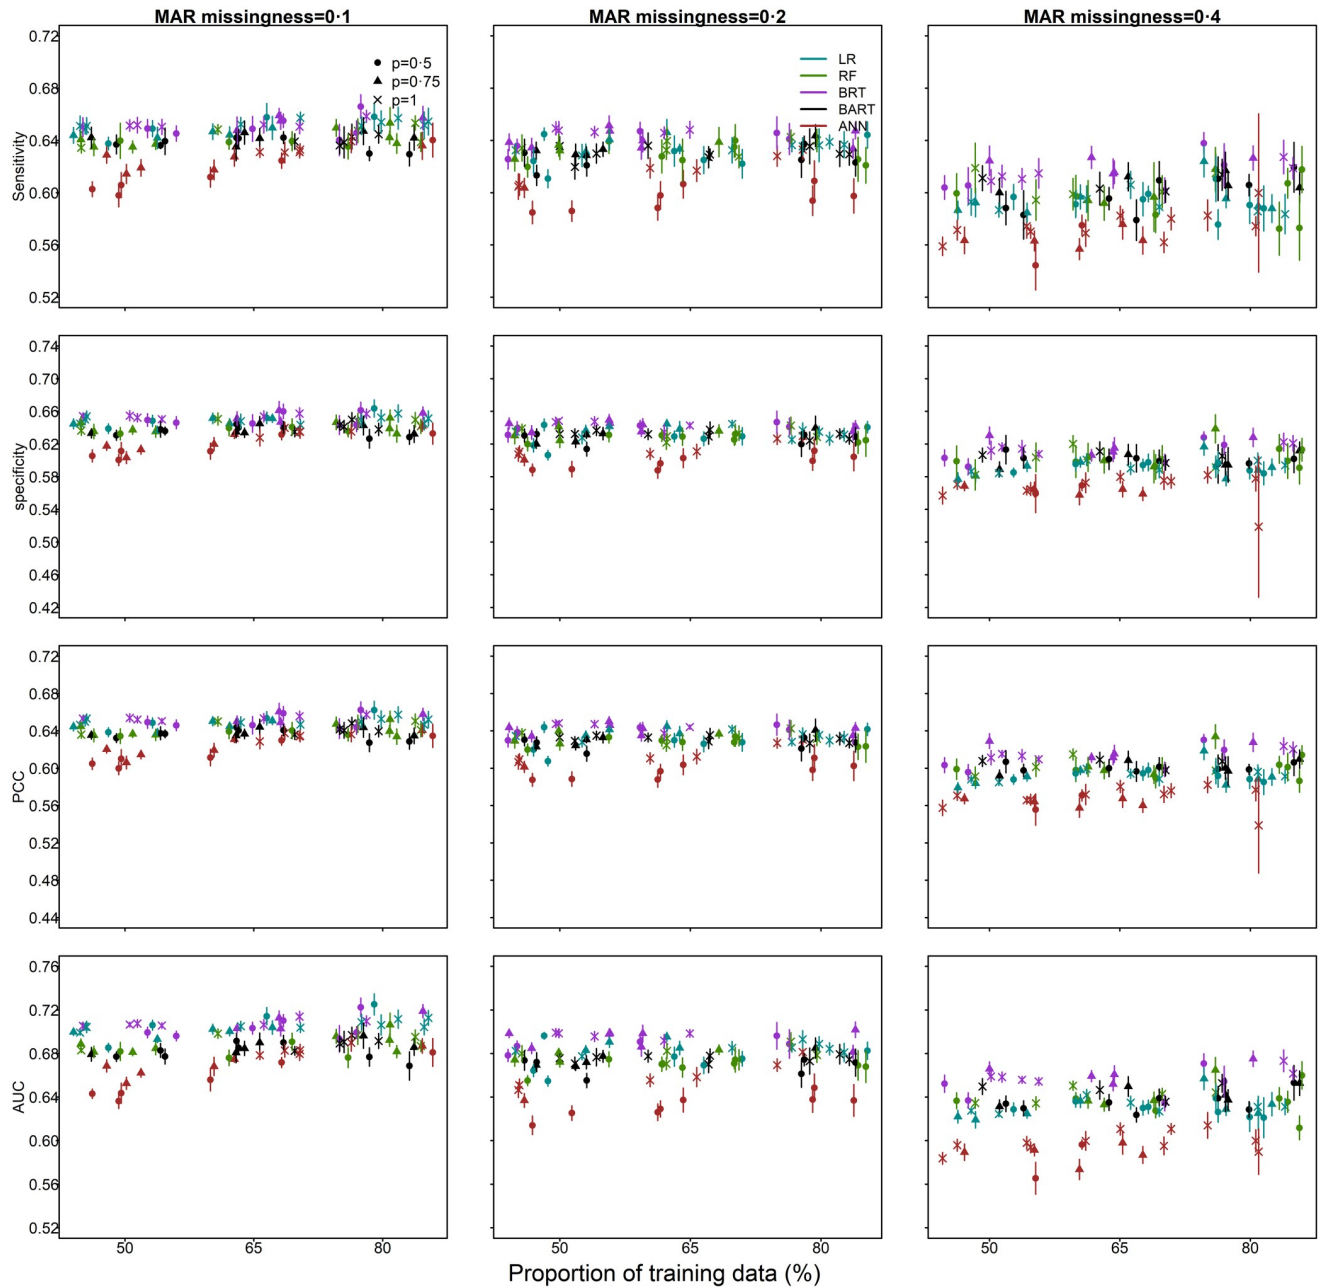 MAR missingness=0·1
MAR missingness=0·2
MAR missingness=0·4
0.72
0.68
0.64
0.60
0.56
0.52
Sensitivity
p=0·5
p=0·75
p=1
LR
RF
BRT
BART
ANN
0.74
0.70
0.66
0.62
0.58
0.54
0.50
0.46
0.42
specificity
0.72
0.68
0.64
0.60
0.56
0.52
0.48
0.44
PCC
0.76
0.72
0.68
0.64
0.60
0.56
0.52
AUC
50 65 80
50 65 80
50 65 80
Proportion of training data (%)